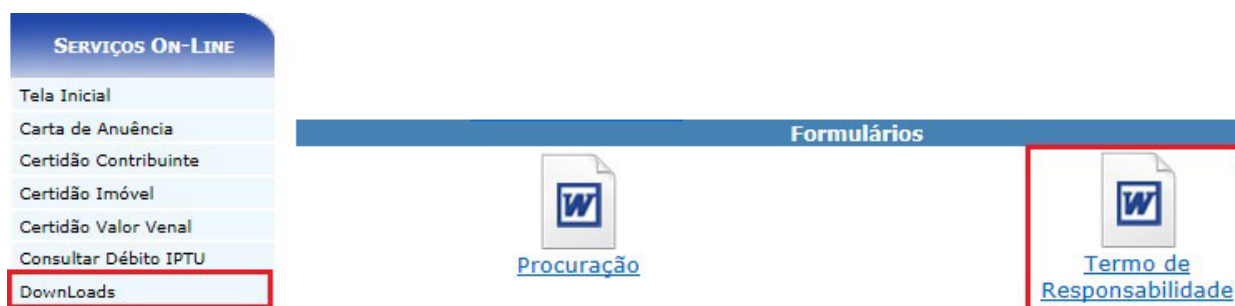 SERVIÇOS ON-LINE
Tela Inicial
Carta de Anuência
Certidão Contribuinte
Certidão Imóvel
Certidão Valor Venal
Consultar Débito IPTU
DownLoads
Formulários
W
Procuração
W
Termo de
Responsabilidade